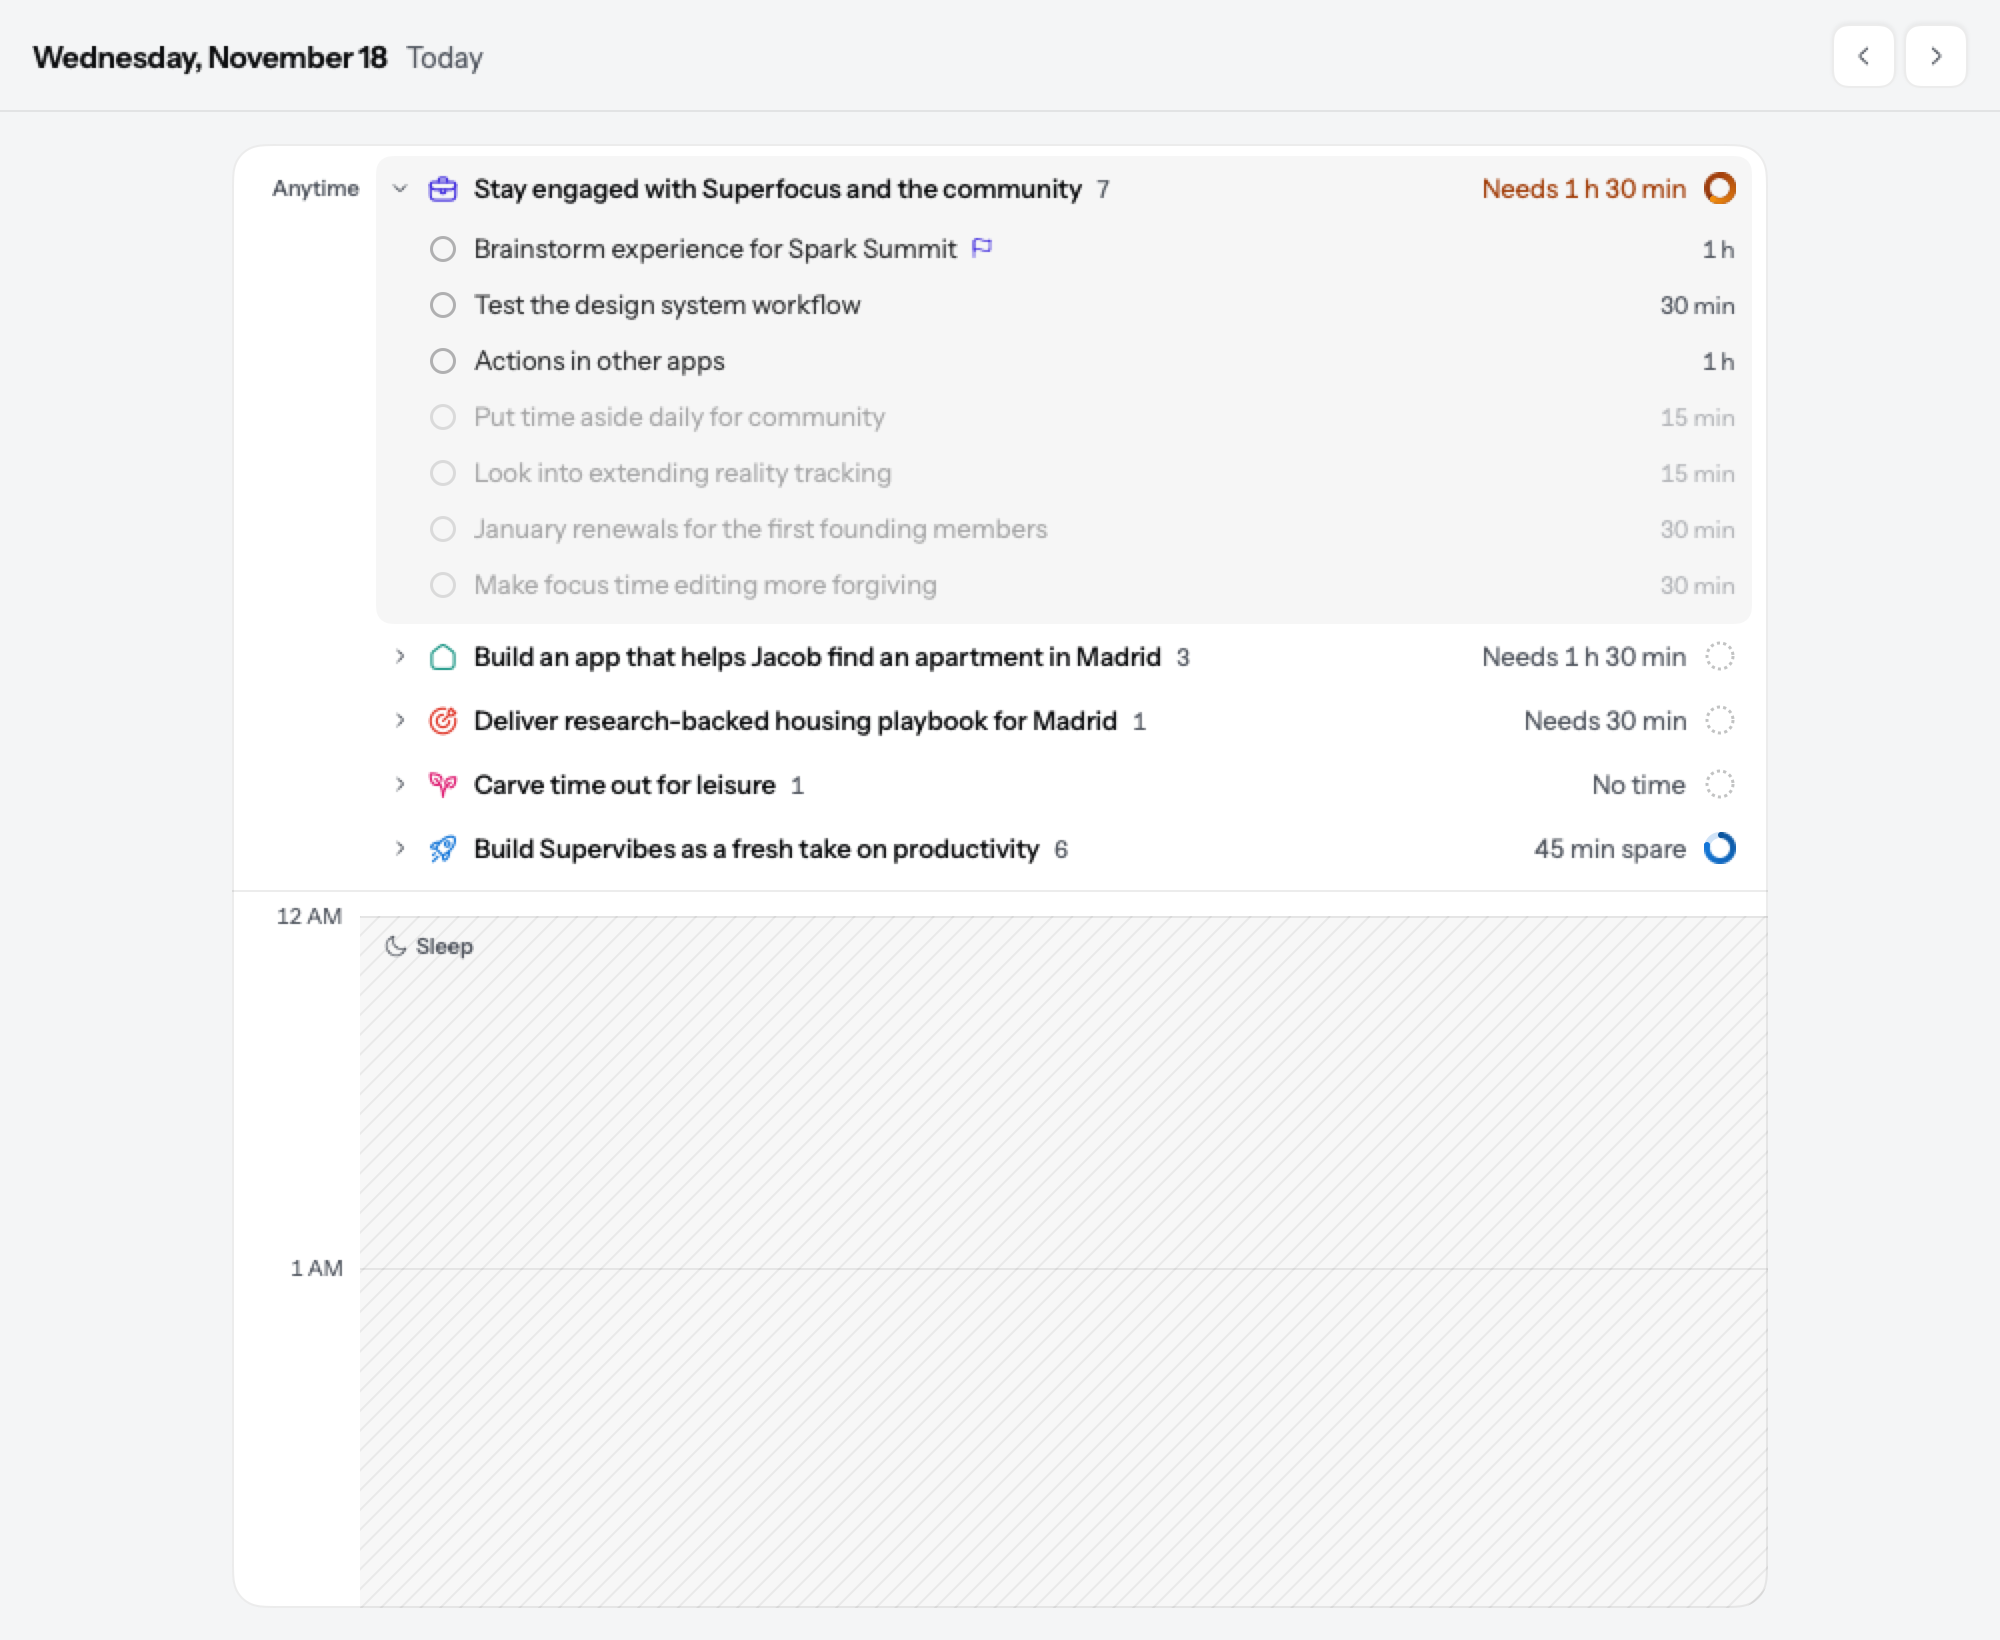 Wednesday, November 18 Today
Anytime Stay engaged with Superfocus and the community 7 Needs 1 h 30 min
Brainstorm experience for Spark Summit 1 h
Test the design system workflow 30 min
Actions in other apps 1 h
Put time aside daily for community 15 min
Look into extending reality tracking 15 min
January renewals for the first founding members 30 min
Make focus time editing more forgiving 30 min
Build an app that helps Jacob find an apartment in Madrid 3 Needs 1 h 30 min
Deliver research-backed housing playbook for Madrid 1 Needs 30 min
Carve time out for leisure 1 No time
Build Supervibes as a fresh take on productivity 6 45 min spare
12 AM
Sleep
1 AM